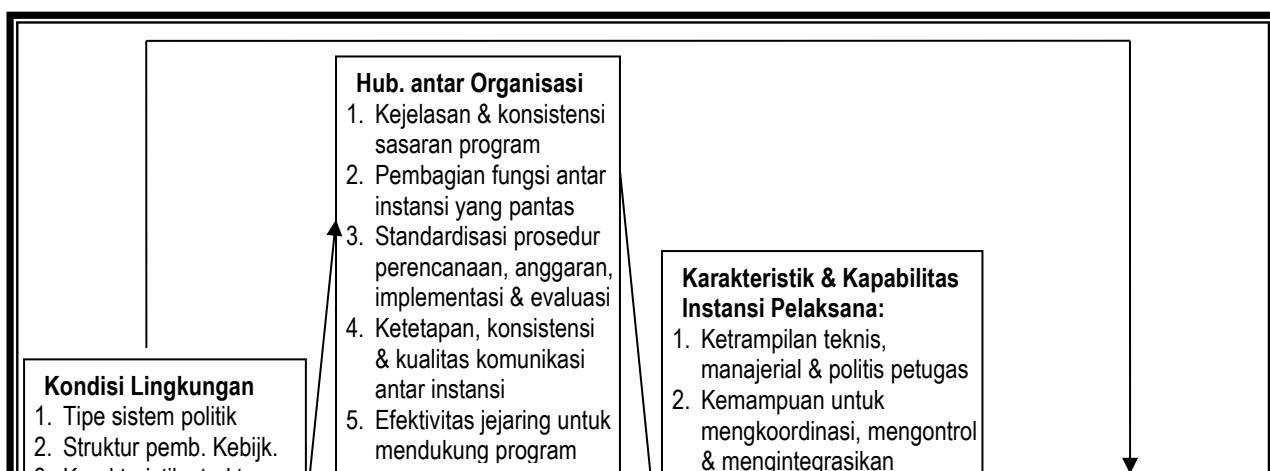 Hub. antar Organisasi
1. Kejelasan & konsistensi
sasaran program
2. Pembagian fungsi antar
instansi yang pantas
3. Standardisasi prosedur
perencanaan, anggaran,
implementasi & evaluasi
4. Ketetapan, konsistensi
& kualitas komunikasi
antar instansi
5. Efektivitas jejaring untuk
mendukung program
Kondisi Lingkungan
1. Tipe sistem politik
2. Struktur pemb. Kebijk.
Karakteristik & Kapabilitas
Instansi Pelaksana:
1. Ketrampilan teknis,
manajerial & politis petugas
2. Kemampuan untuk
mengkoordinasi, mengontrol
& mengintegrasikan